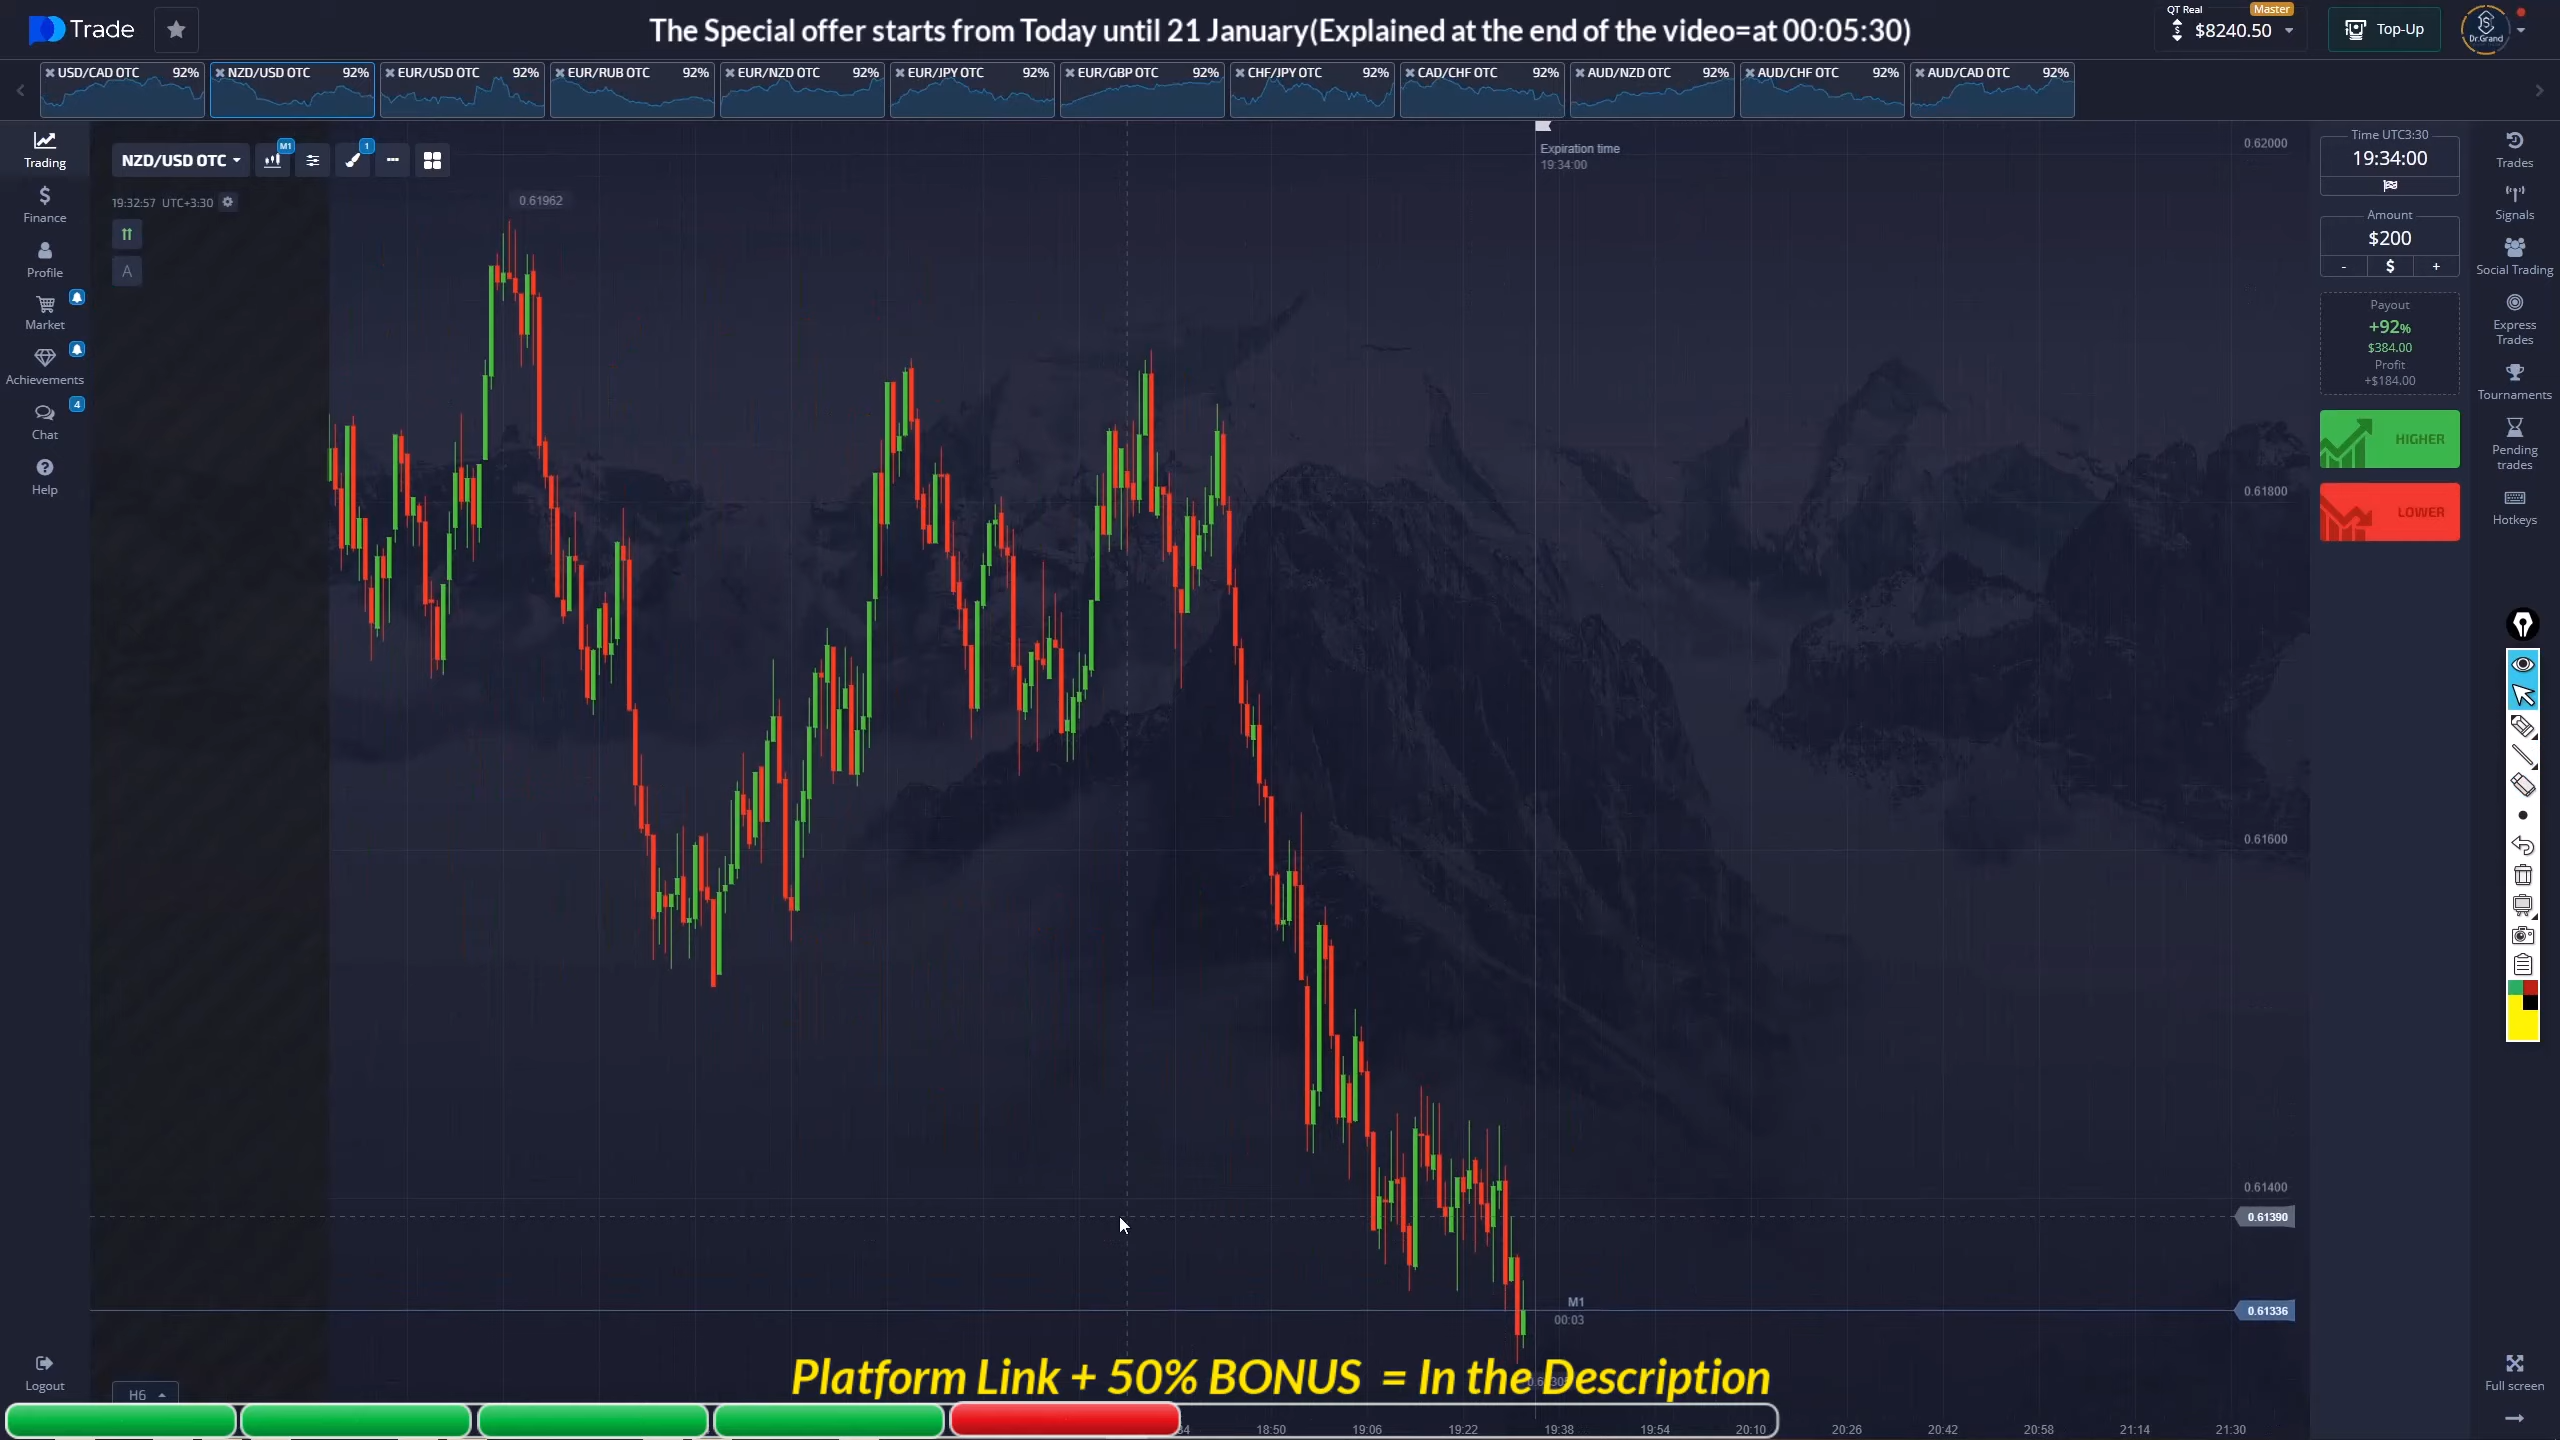 Trade
The Special offer starts from Today until 21 January(Explained at the end of the video=at 00:05:30)
QT Real
Master
$8240.50
Top-Up
Dr.Grand
USD/CAD OTC 92%
NZD/USD OTC 92%
EUR/USD OTC 92%
EUR/RUB OTC 92%
EUR/NZD OTC 92%
EUR/JPY OTC 92%
EUR/GBP OTC 92%
CHF/JPY OTC 92%
CAD/CHF OTC 92%
AUD/NZD OTC 92%
AUD/CHF OTC 92%
AUD/CAD OTC 92%
Trading
Finance
Profile
Market
Achievements
4
Chat
Help
Logout
NZD/USD OTC
M1
1
19:32:57 UTC+3:30
A
0.61962
Expiration time
19:34:00
0.62000
0.61800
0.61600
0.61400
0.61390
0.61336
M1
00:03
Time UTC3:30
19:34:00
Amount
$200
- $ +
Payout
+92%
$384.00
Profit
+$184.00
HIGHER
LOWER
Trades
Signals
Social Trading
Express
Trades
Tournaments
Pending
trades
Hotkeys
Full screen
H6
Platform Link + 50% BONUS = In the Description
18:50 19:06 19:22 19:38 19:54 20:10 20:26 20:42 20:58 21:14 21:30